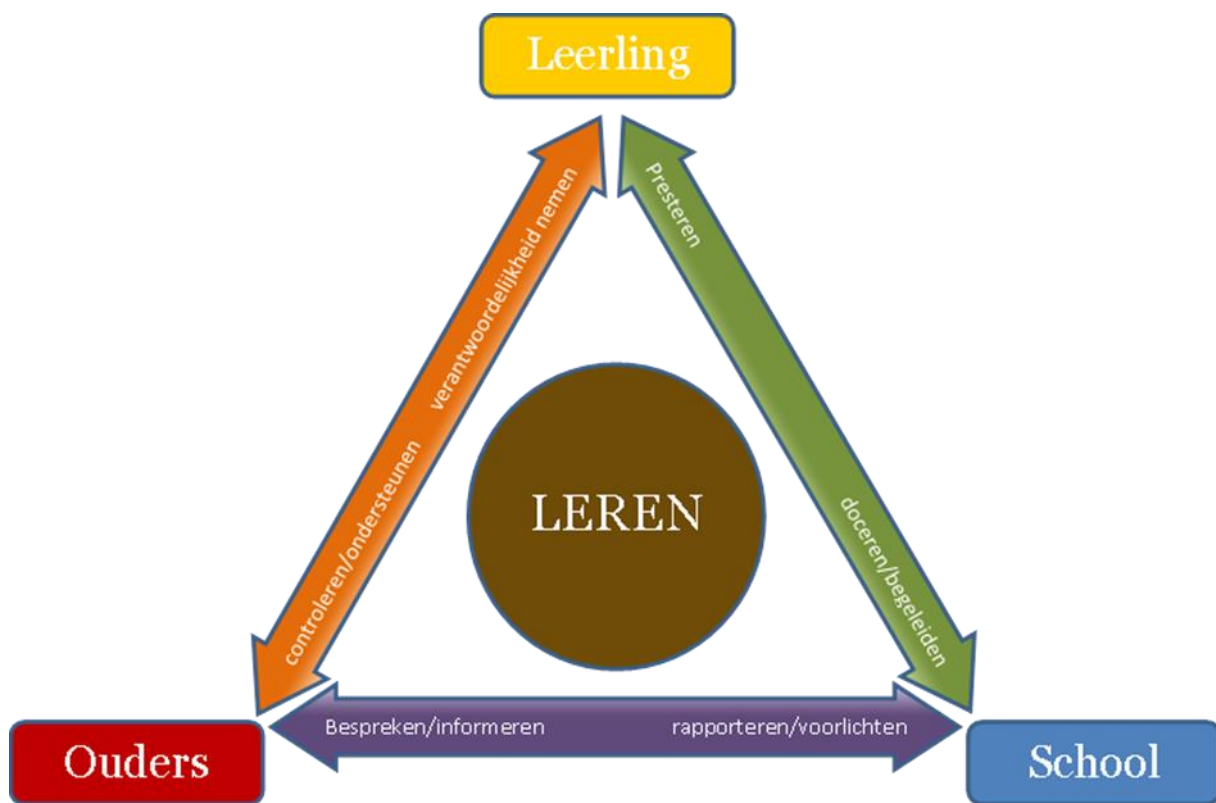 Leerling
verantwoordelijkheid nemen
Presteren
LEREN
controleren/ondersteunen
doceren/begeleiden
Bespreken/informeren
rapporteren/voorlichten
Ouders
School